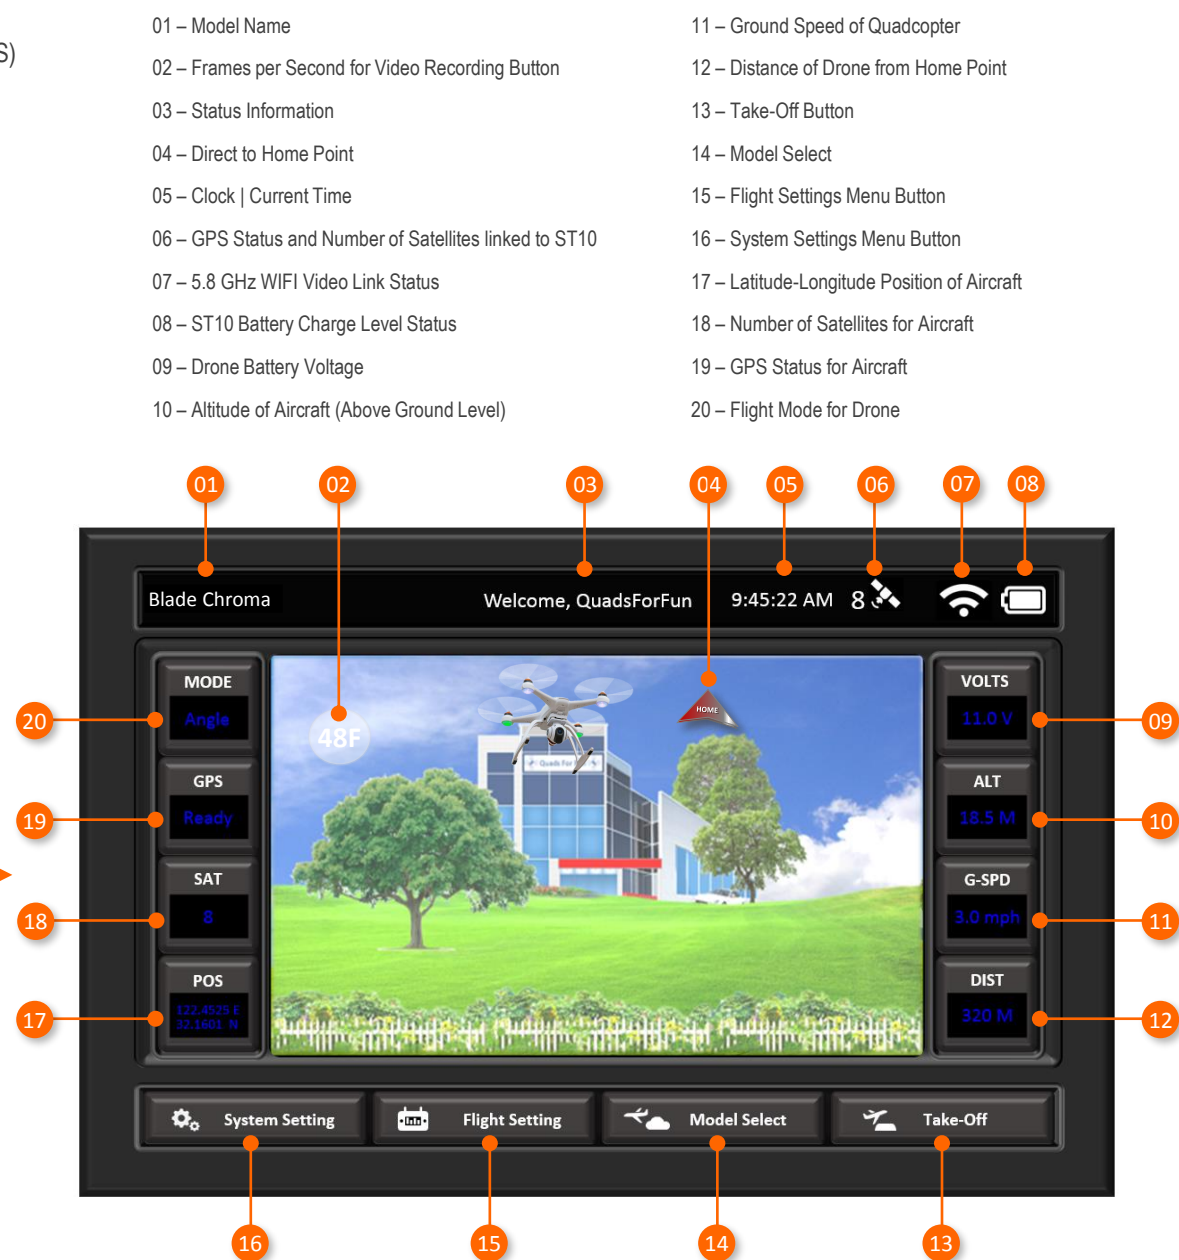 S)
01 – Model Name
02 – Frames per Second for Video Recording Button
03 – Status Information
04 – Direct to Home Point
05 – Clock | Current Time
06 – GPS Status and Number of Satellites linked to ST10
07 – 5.8 GHz WIFI Video Link Status
08 – ST10 Battery Charge Level Status
09 – Drone Battery Voltage
10 – Altitude of Aircraft (Above Ground Level)
11 – Ground Speed of Quadcopter
12 – Distance of Drone from Home Point
13 – Take-Off Button
14 – Model Select
15 – Flight Settings Menu Button
16 – System Settings Menu Button
17 – Latitude-Longitude Position of Aircraft
18 – Number of Satellites for Aircraft
19 – GPS Status for Aircraft
20 – Flight Mode for Drone
01 02 03 04 05 06 07 08
Blade Chroma Welcome, QuadsForFun 9:45:22 AM 8
20
MODE
Angle
19
GPS
Ready
18
SAT
8
17
POS
122.4525 E
32.1601 N
48F
HOME
Quads For
VOLTS
11.0 V
09
ALT
18.5 M
10
G-SPD
3.0 mph
11
DIST
320 M
12
System Setting Flight Setting Model Select Take-Off
16 15 14 13